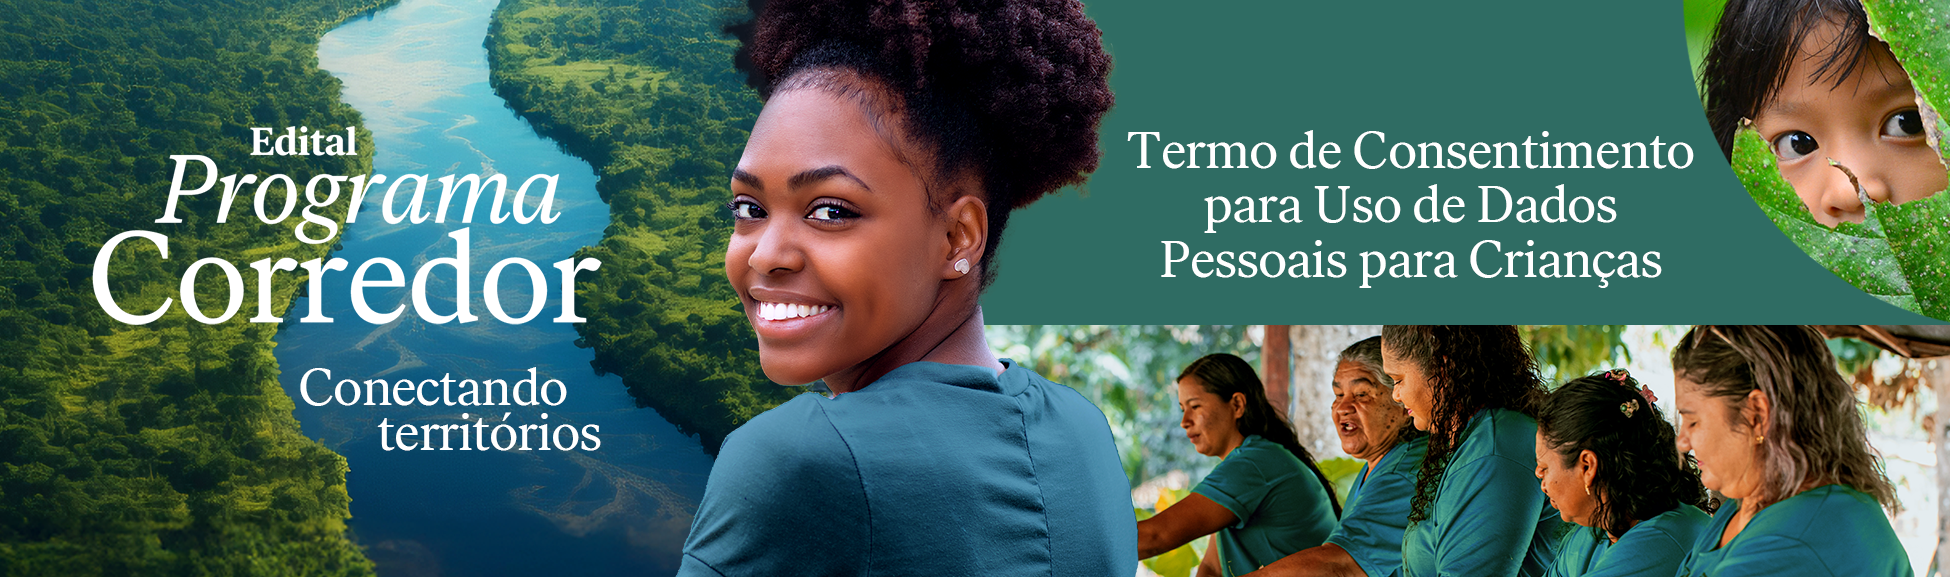 Edital
Programa
Corredor
Conectando
territórios
Termo de Consentimento
para Uso de Dados
Pessoais para Crianças